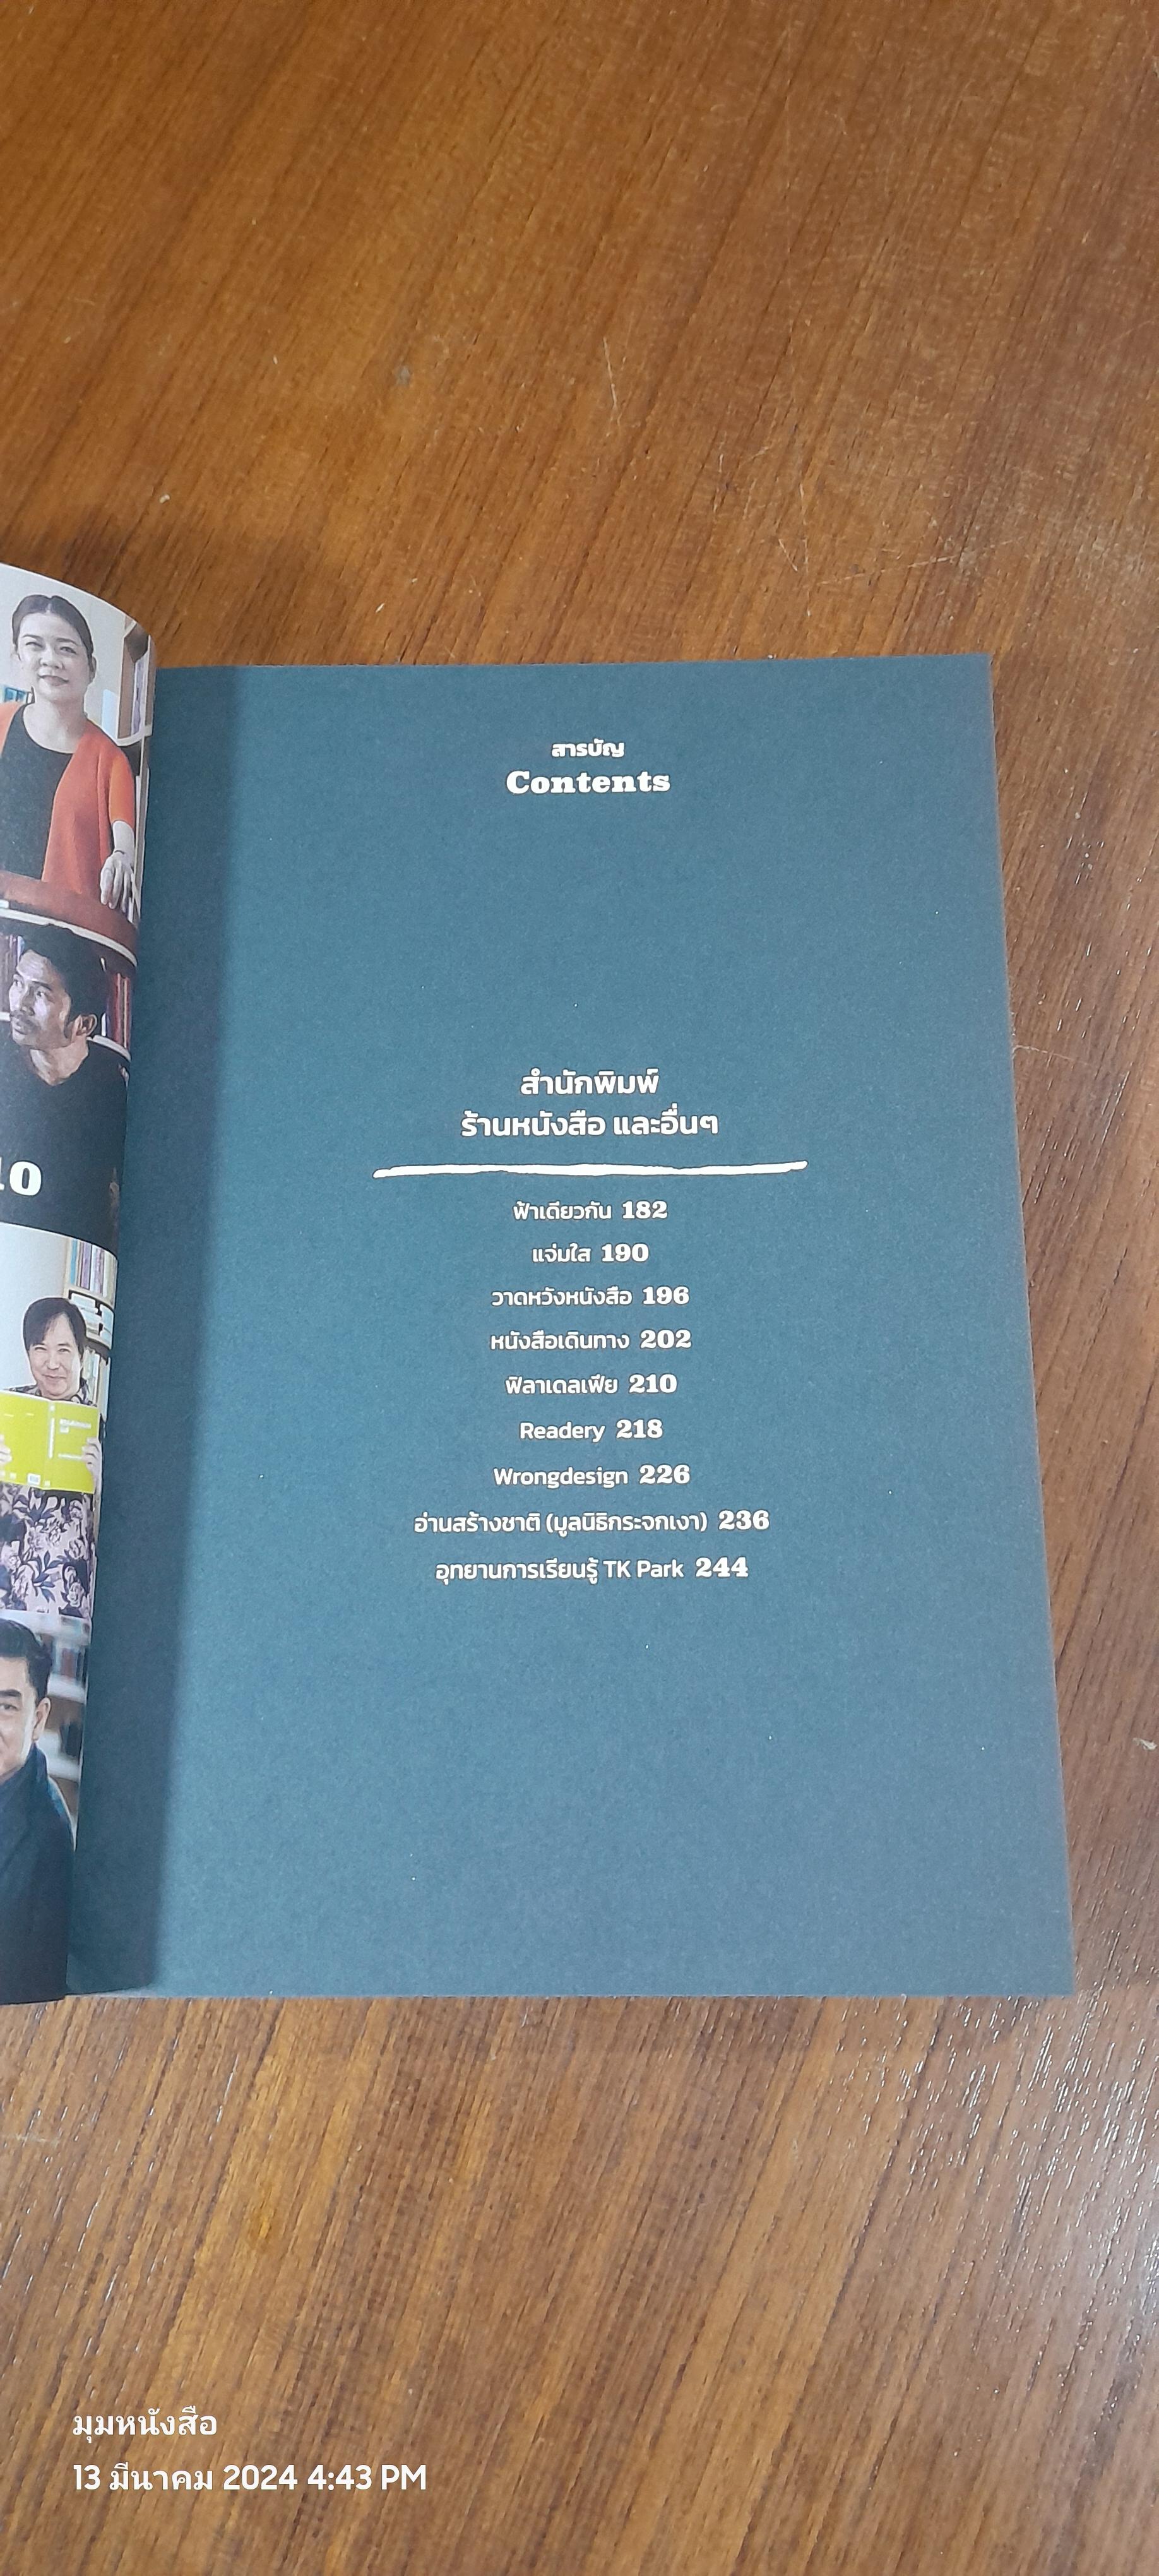 สารบัญ
Contents
สำนักพิมพ์
ร้านหนังสือ และอื่นๆ
ฟ้าเดียวกัน 182
แจ่มใส 190
วาดหวังหนังสือ 196
หนังสือเดินทาง 202
ฟิลาเดลเฟีย 210
Readery 218
Wrongdesign 226
อ่านสร้างชาติ (มูลนิธิกระจกเงา) 236
อุทยานการเรียนรู้ TK Park 244
มุมหนังสือ
13 มีนาคม 2024 4:43 PM